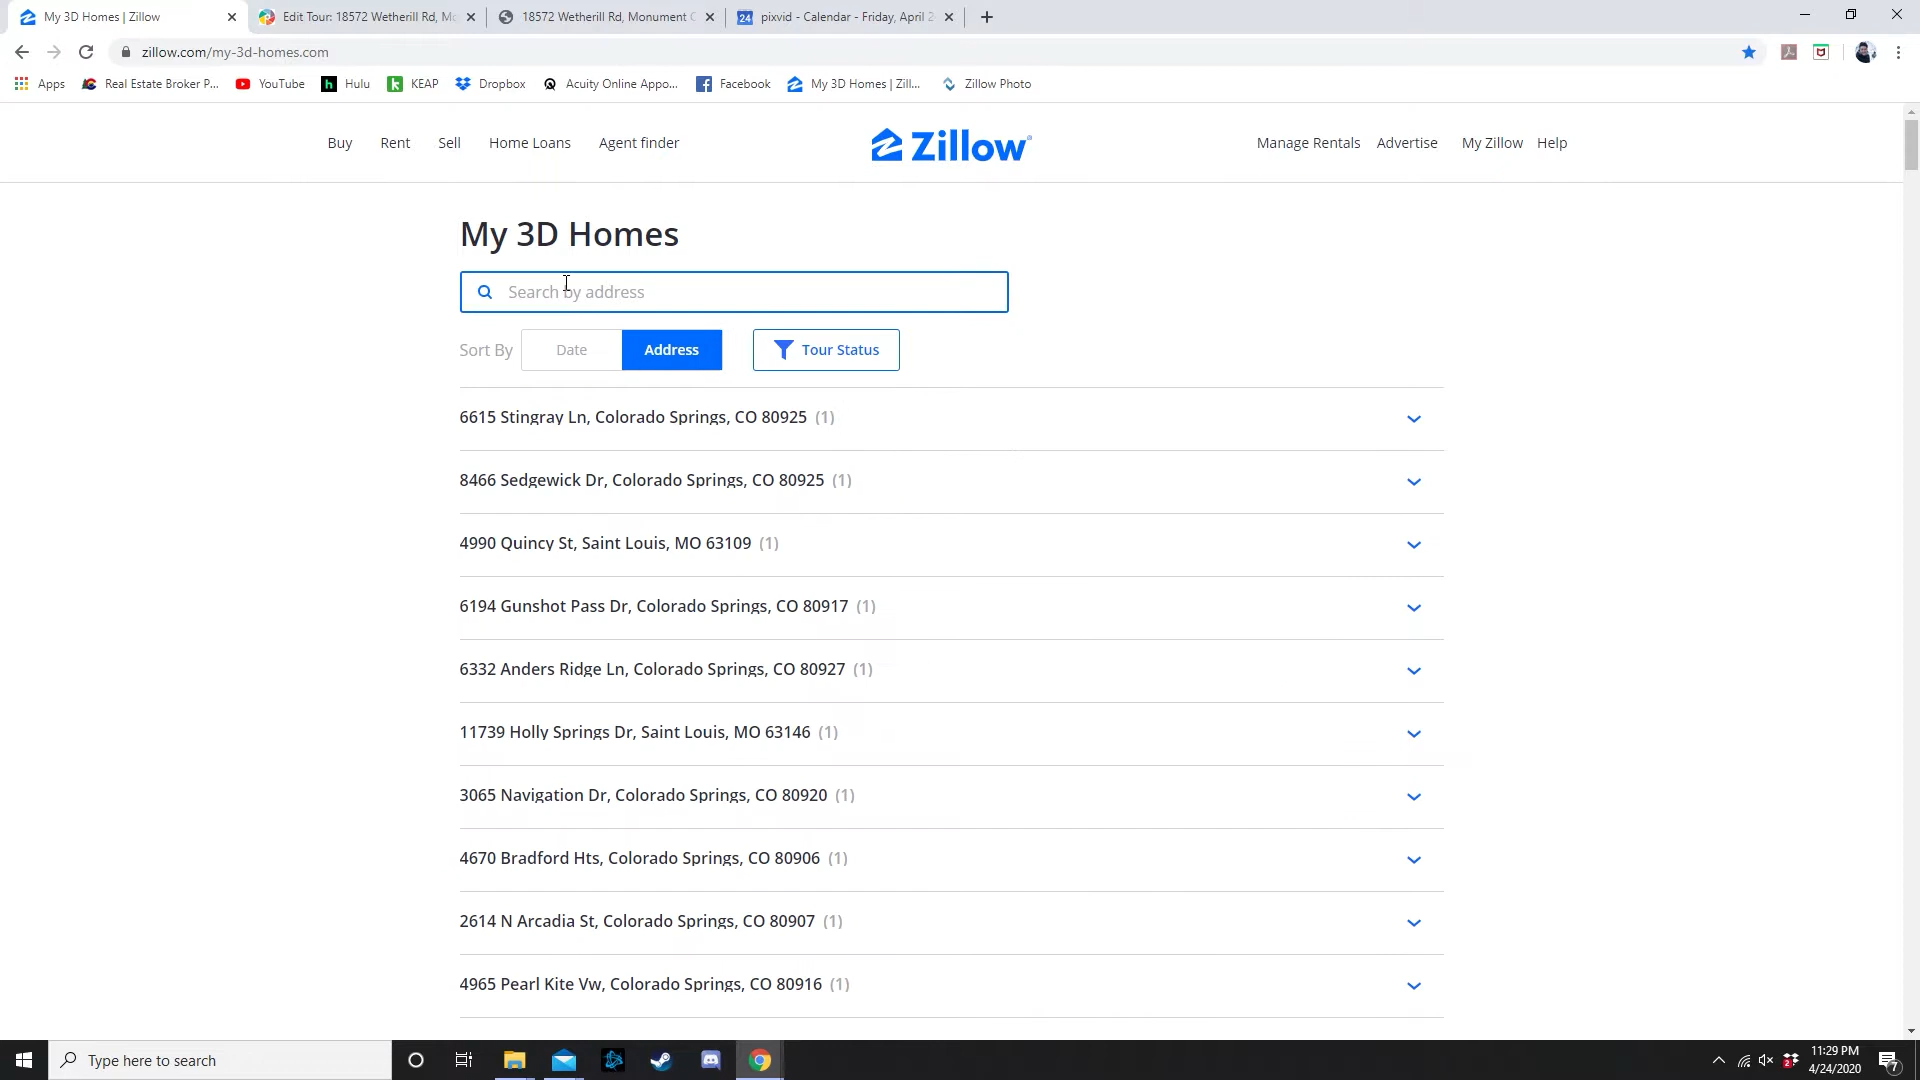 My 3D Homes | Zillow
Edit Tour: 18572 Wetherill Rd, Mo
18572 Wetherill Rd, Monument C
24
pixvid - Calendar - Friday, April 2
zillow.com/my-3d-homes.com
Apps
Real Estate Broker P...
YouTube
h
Hulu
k
KEAP
Dropbox
Acuity Online Appo...
Facebook
My 3D Homes | Zill...
Zillow Photo
Buy
Rent
Sell
Home Loans
Agent finder
Zillow®
Manage Rentals
Advertise
My Zillow
Help
My 3D Homes
Search by address
Sort By
Date
Address
Tour Status
6615 Stingray Ln, Colorado Springs, CO 80925 (1)
8466 Sedgewick Dr, Colorado Springs, CO 80925 (1)
4990 Quincy St, Saint Louis, MO 63109 (1)
6194 Gunshot Pass Dr, Colorado Springs, CO 80917 (1)
6332 Anders Ridge Ln, Colorado Springs, CO 80927 (1)
11739 Holly Springs Dr, Saint Louis, MO 63146 (1)
3065 Navigation Dr, Colorado Springs, CO 80920 (1)
4670 Bradford Hts, Colorado Springs, CO 80906 (1)
2614 N Arcadia St, Colorado Springs, CO 80907 (1)
4965 Pearl Kite Vw, Colorado Springs, CO 80916 (1)
Type here to search
2
11:29 PM
4/24/2020
7